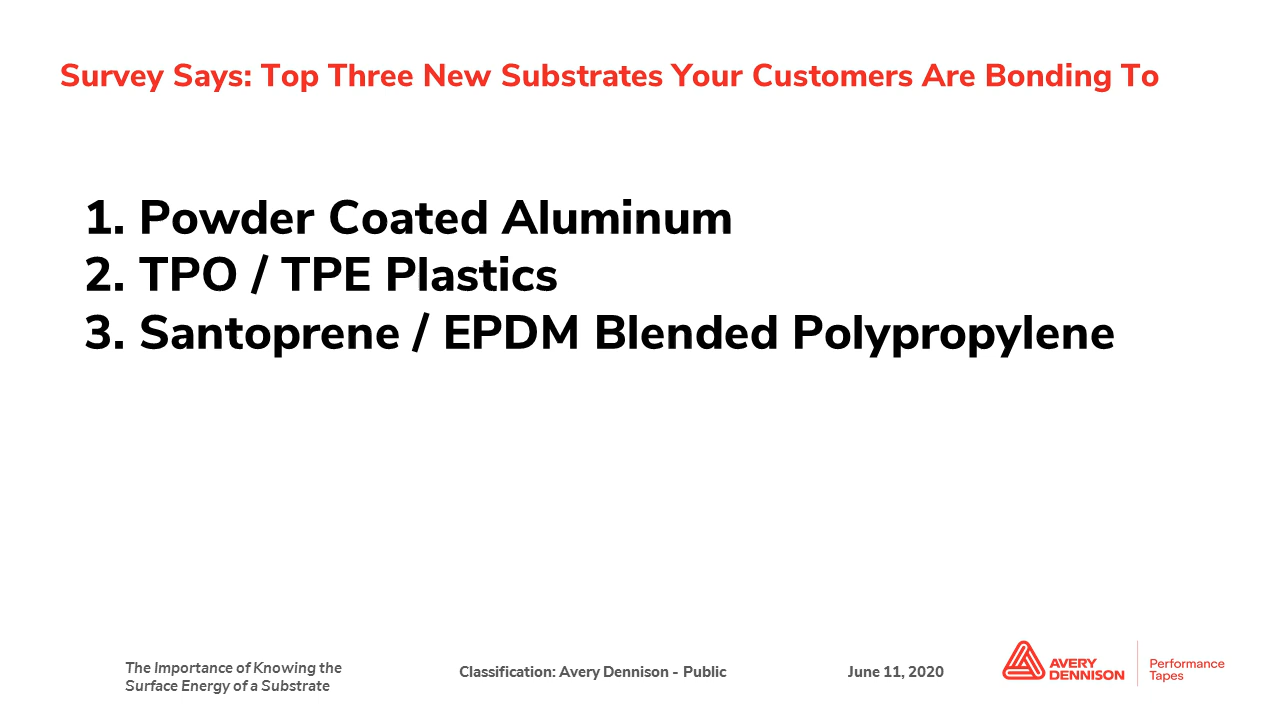 Survey Says: Top Three New Substrates Your Customers Are Bonding To
1. Powder Coated Aluminum
2. TPO / TPE Plastics
3. Santoprene / EPDM Blended Polypropylene
The Importance of Knowing the
Surface Energy of a Substrate
Classification: Avery Dennison - Public
June 11, 2020
AVERY
DENNISON
Performance
Tapes